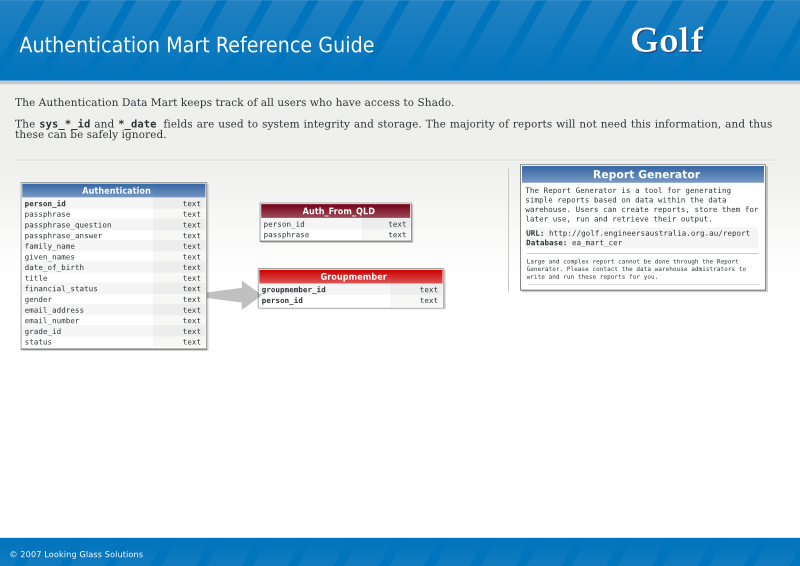 Authentication Mart Reference Guide
Golf
The Authentication Data Mart keeps track of all users who have access to Shado.
The sys_*_id and *_date fields are used to system integrity and storage. The majority of reports will not need this information, and thus
these can be safely ignored.
Authentication
person_id text
passphrase text
passphrase_question text
passphrase_answer text
family_name text
given_names text
date_of_birth text
title text
financial_status text
gender text
email_address text
email_number text
grade_id text
status text
Auth_From_QLD
person_id text
passphrase text
Groupmember
groupmember_id text
person_id text
Report Generator
The Report Generator is a tool for generating
simple reports based on data within the data
warehouse. Users can create reports, store them for
later use, run and retrieve their output.
URL: http://golf.engineersaustralia.org.au/report
Database: ea_mart_cer
Large and complex report cannot be done through the Report
Generator. Please contact the data warehouse admistrators to
write and run these reports for you.
© 2007 Looking Glass Solutions